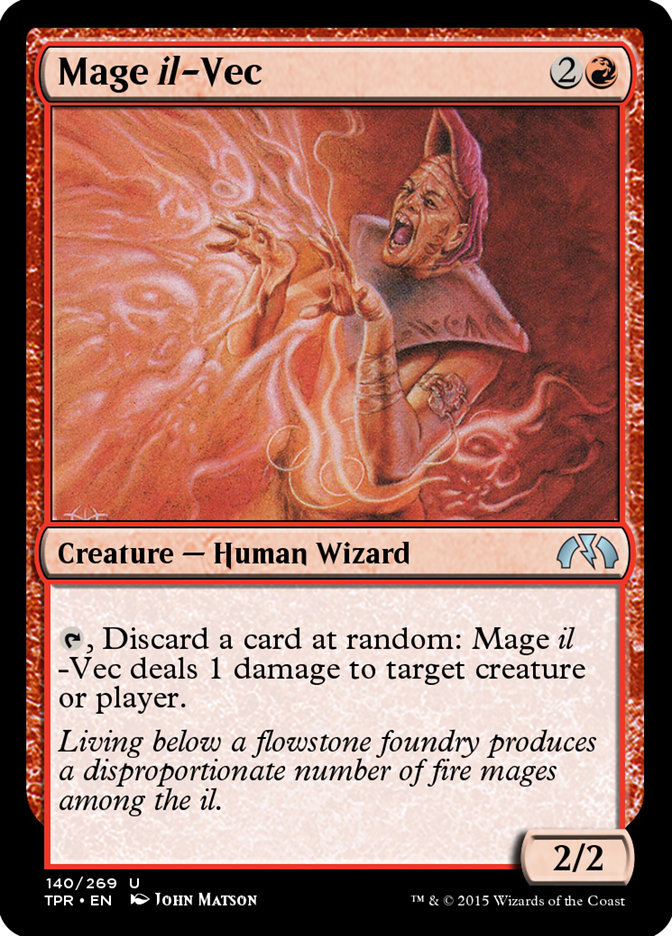 Mage il-Vec 2
Creature — Human Wizard
, Discard a card at random: Mage il
-Vec deals 1 damage to target creature
or player.
Living below a flowstone foundry produces
a disproportionate number of fire mages
among the il.
2/2
140/269 U
TPR • EN John Matson ™ & © 2015 Wizards of the Coast